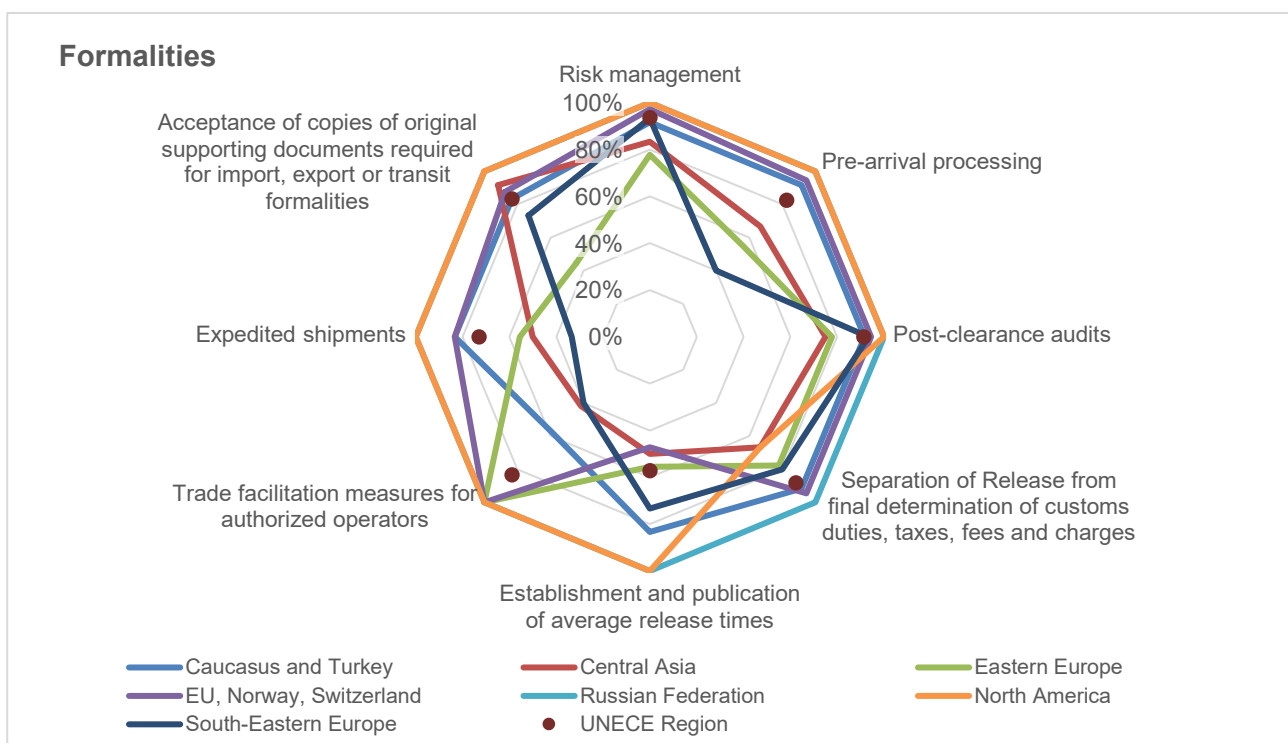 Formalities
Risk management
100%
80%
60%
40%
20%
0%
Acceptance of copies of original
supporting documents required
for import, export or transit
formalities
Pre-arrival processing
Expedited shipments
Post-clearance audits
Trade facilitation measures for
authorized operators
Separation of Release from
final determination of customs
duties, taxes, fees and charges
Establishment and publication
of average release times
Caucasus and Turkey
Central Asia
Eastern Europe
EU, Norway, Switzerland
Russian Federation
North America
South-Eastern Europe
UNECE Region